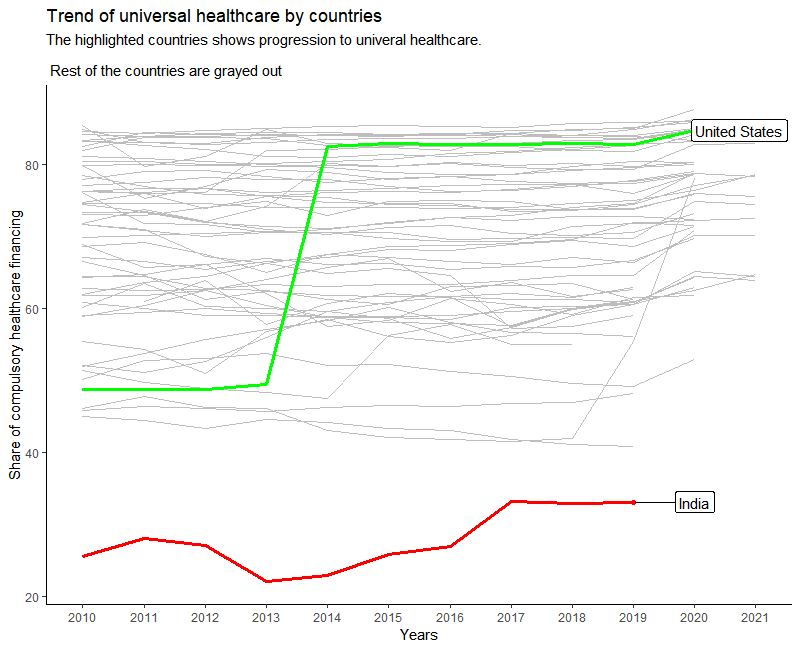 Trend of universal healthcare by countries
The highlighted countries shows progression to univeral healthcare.
Rest of the countries are grayed out
Share of compulsory healthcare financing
80
60
40
20
United States
India
2010 2011 2012 2013 2014 2015 2016 2017 2018 2019 2020 2021
Years